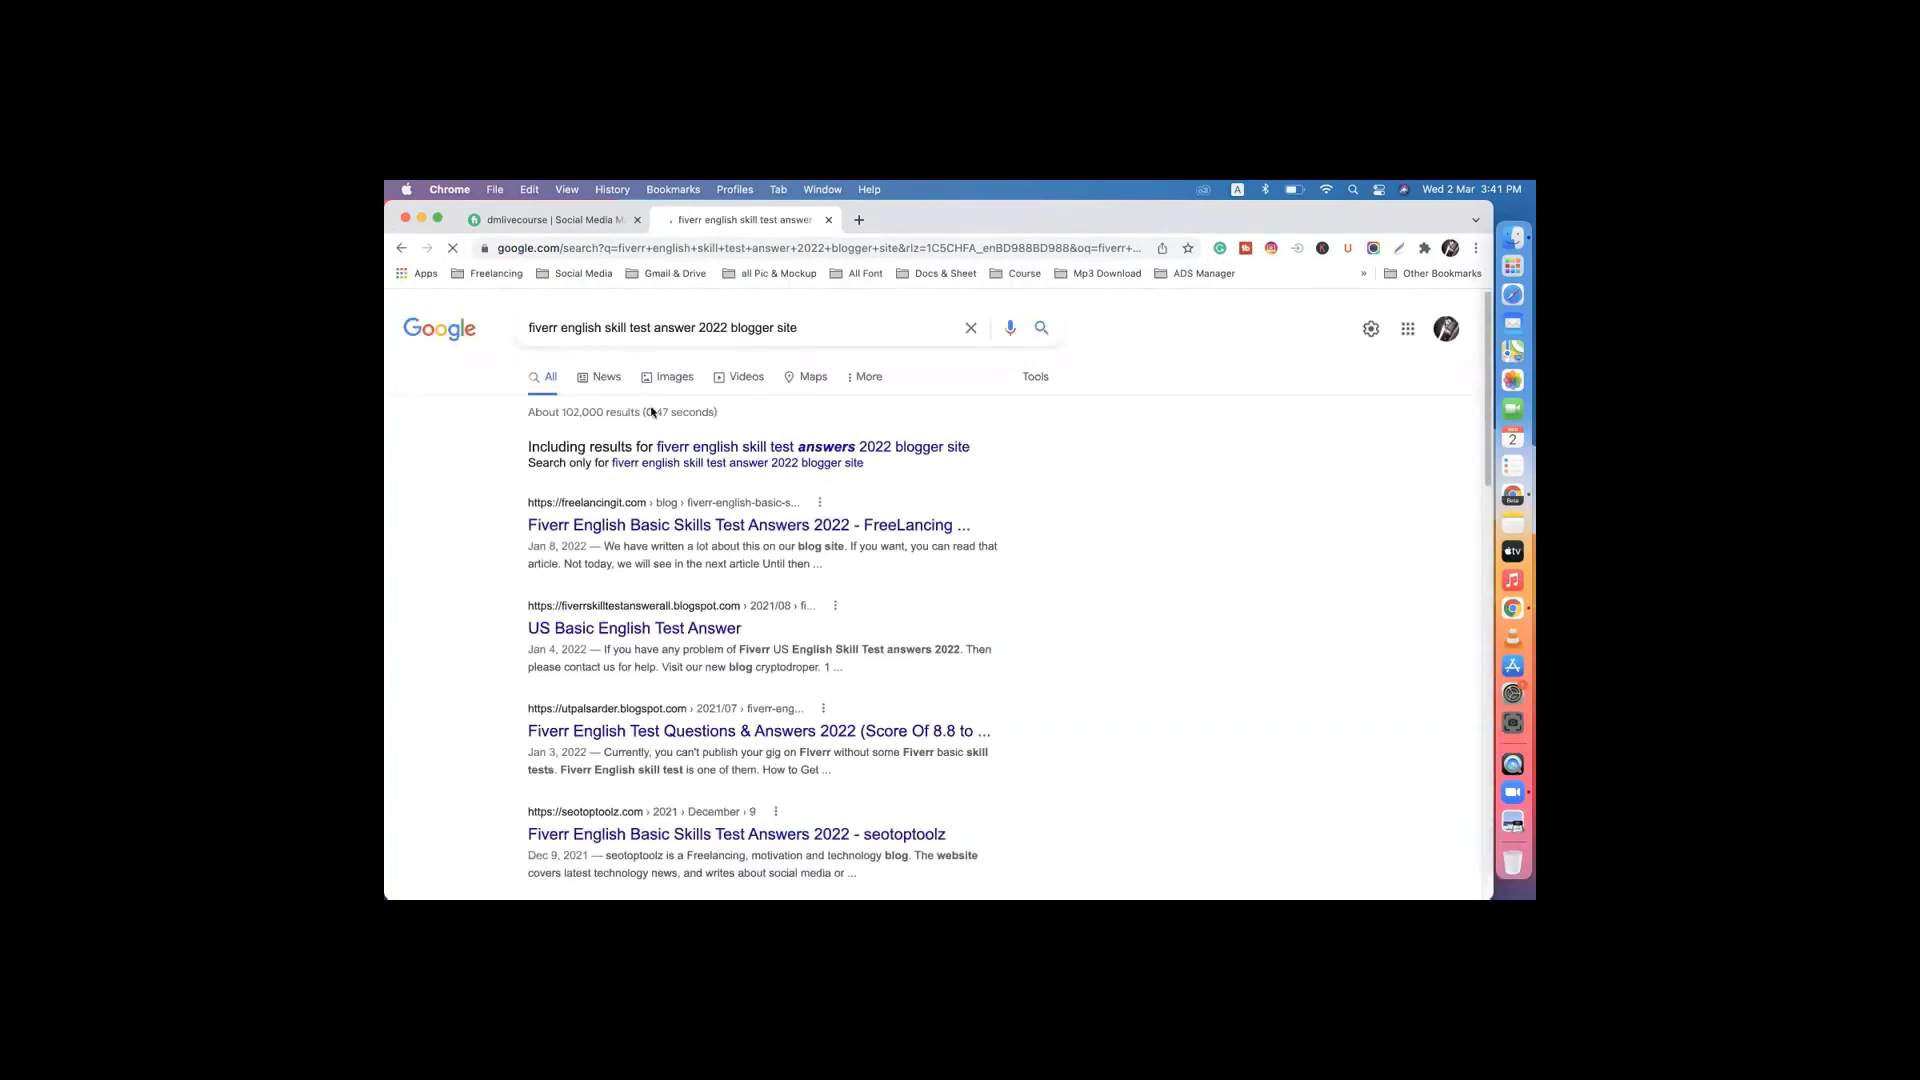 Chrome File Edit View History Bookmarks Profiles Tab Window Help A Wed 2 Mar 3:41 PM
dmlivecourse | Social Media M fiverr english skill test answer
google.com/search?q=fiverr+english+skill+test+answer+2022+blogger+site&rlz=1C5CHFA_enBD988BD988&oq=fiverr+...
Apps Freelancing Social Media Gmail & Drive all Pic & Mockup All Font Docs & Sheet Course Mp3 Download ADS Manager » Other Bookmarks
Google fiverr english skill test answer 2022 blogger site
All News Images Videos Maps More Tools
About 102,000 results (0.47 seconds)
Including results for fiverr english skill test answers 2022 blogger site
Search only for fiverr english skill test answer 2022 blogger site
https://freelancingit.com › blog › fiverr-english-basic-s...
Fiverr English Basic Skills Test Answers 2022 - FreeLancing ...
Jan 8, 2022 — We have written a lot about this on our blog site. If you want, you can read that
article. Not today, we will see in the next article Until then ...
https://fiverrskilltestanswerall.blogspot.com › 2021/08 › fi...
US Basic English Test Answer
Jan 4, 2022 — If you have any problem of Fiverr US English Skill Test answers 2022. Then
please contact us for help. Visit our new blog cryptodroper. 1 ...
https://utpalsarder.blogspot.com › 2021/07 › fiverr-eng...
Fiverr English Test Questions & Answers 2022 (Score Of 8.8 to ...
Jan 3, 2022 — Currently, you can't publish your gig on Fiverr without some Fiverr basic skill
tests. Fiverr English skill test is one of them. How to Get ...
https://seotoptoolz.com › 2021 › December › 9
Fiverr English Basic Skills Test Answers 2022 - seotoptoolz
Dec 9, 2021 — seotoptoolz is a Freelancing, motivation and technology blog. The website
covers latest technology news, and writes about social media or ...
2
tv